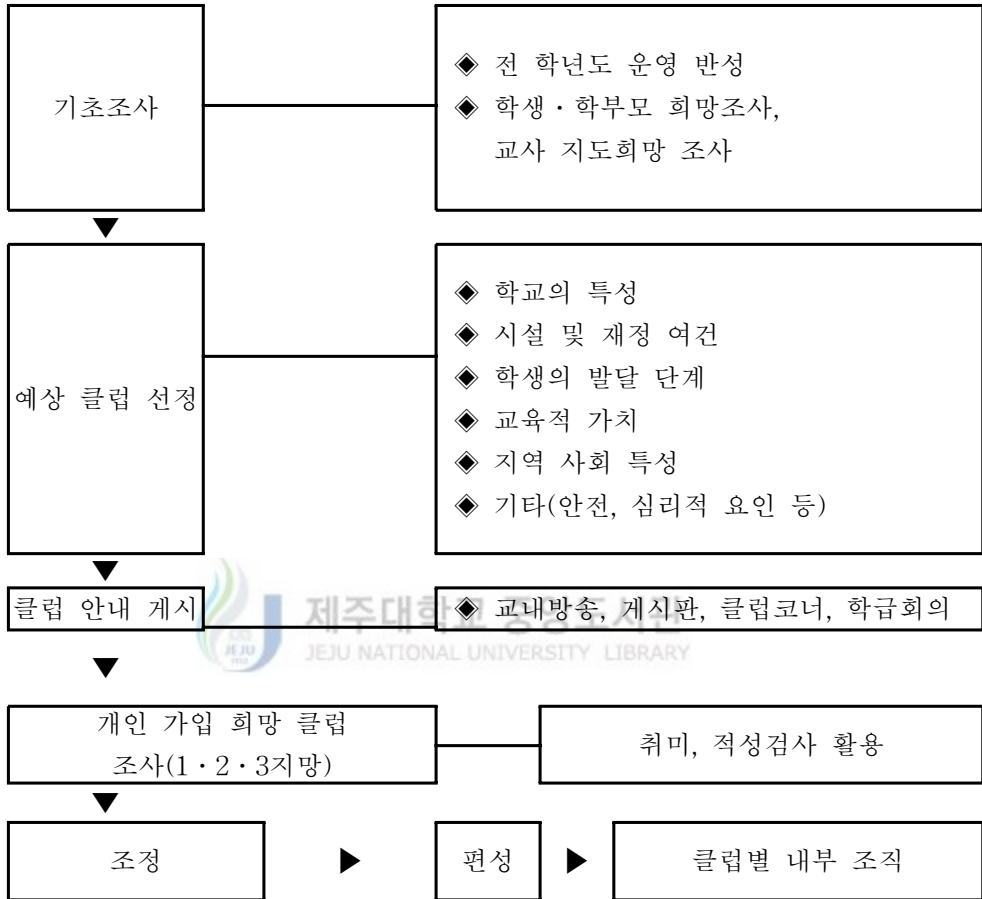 기초조사
◈ 전 학년도 운영 반성
◈ 학생・학부모 희망조사,
교사 지도희망 조사
▼
예상 클럽 선정
◈ 학교의 특성
◈ 시설 및 재정 여건
◈ 학생의 발달 단계
◈ 교육적 가치
◈ 지역 사회 특성
◈ 기타(안전, 심리적 요인 등)
▼
클럽 안내 게시
◈ 교내방송, 게시판, 클럽코너, 학급회의
제주대학교 중앙도서관
JEJU NATIONAL UNIVERSITY LIBRARY
JEJU
1952
▼
개인 가입 희망 클럽
조사(1・2・3지망)
취미, 적성검사 활용
▼
조정 ▶ 편성 ▶ 클럽별 내부 조직